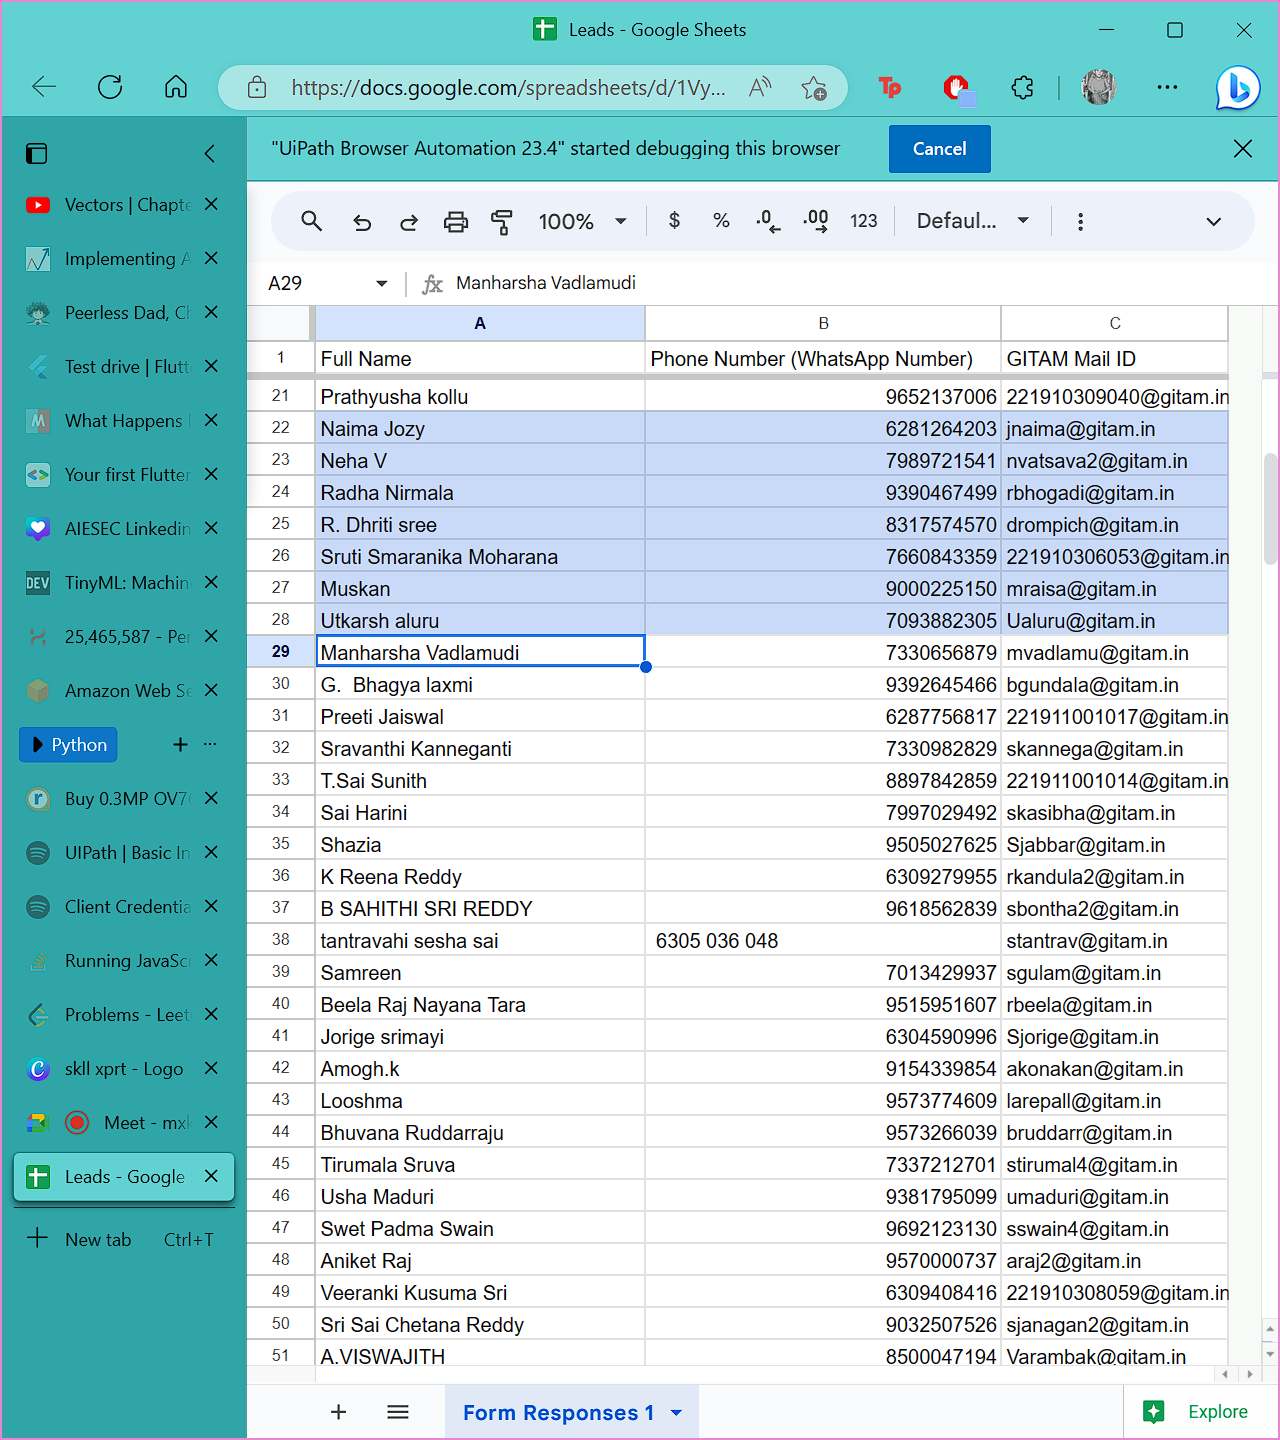 Leads - Google Sheets
https://docs.google.com/spreadsheets/d/1Vy...
"UiPath Browser Automation 23.4" started debugging this browser
Cancel
Vectors | Chapte
Implementing A
Peerless Dad, Ch
Test drive | Flutt
What Happens
Your first Flutter
AIESEC Linkedin
TinyML: Machin
25,465,587 - Per
Amazon Web Se
Python
Buy 0.3MP OV7
UIPath | Basic In
Client Credentia
Running JavaScr
Problems - Leet
skll xprt - Logo
Meet - mxk
Leads - Google
New tab Ctrl+T
100% $ % .0 .00 123 Defaul...
A29 fx Manharsha Vadlamudi
A B C
1 Full Name Phone Number (WhatsApp Number) GITAM Mail ID
21 Prathyusha kollu 9652137006 221910309040@gitam.in
22 Naima Jozy 6281264203 jnaima@gitam.in
23 Neha V 7989721541 nvatsava2@gitam.in
24 Radha Nirmala 9390467499 rbhogadi@gitam.in
25 R. Dhriti sree 8317574570 drompich@gitam.in
26 Sruti Smaranika Moharana 7660843359 221910306053@gitam.in
27 Muskan 9000225150 mraisa@gitam.in
28 Utkarsh aluru 7093882305 Ualuru@gitam.in
29 Manharsha Vadlamudi 7330656879 mvadlamu@gitam.in
30 G.  Bhagya laxmi 9392645466 bgundala@gitam.in
31 Preeti Jaiswal 6287756817 221911001017@gitam.in
32 Sravanthi Kanneganti 7330982829 skannega@gitam.in
33 T.Sai Sunith 8897842859 221911001014@gitam.in
34 Sai Harini 7997029492 skasibha@gitam.in
35 Shazia 9505027625 Sjabbar@gitam.in
36 K Reena Reddy 6309279955 rkandula2@gitam.in
37 B SAHITHI SRI REDDY 9618562839 sbontha2@gitam.in
38 tantravahi sesha sai 6305 036 048 stantrav@gitam.in
39 Samreen 7013429937 sgulam@gitam.in
40 Beela Raj Nayana Tara 9515951607 rbeela@gitam.in
41 Jorige srimayi 6304590996 Sjorige@gitam.in
42 Amogh.k 9154339854 akonakan@gitam.in
43 Looshma 9573774609 larepall@gitam.in
44 Bhuvana Ruddarraju 9573266039 bruddarr@gitam.in
45 Tirumala Sruva 7337212701 stirumal4@gitam.in
46 Usha Maduri 9381795099 umaduri@gitam.in
47 Swet Padma Swain 9692123130 sswain4@gitam.in
48 Aniket Raj 9570000737 araj2@gitam.in
49 Veeranki Kusuma Sri 6309408416 221910308059@gitam.in
50 Sri Sai Chetana Reddy 9032507526 sjanagan2@gitam.in
51 A.VISWAJITH 8500047194 Varambak@gitam.in
Form Responses 1
Explore